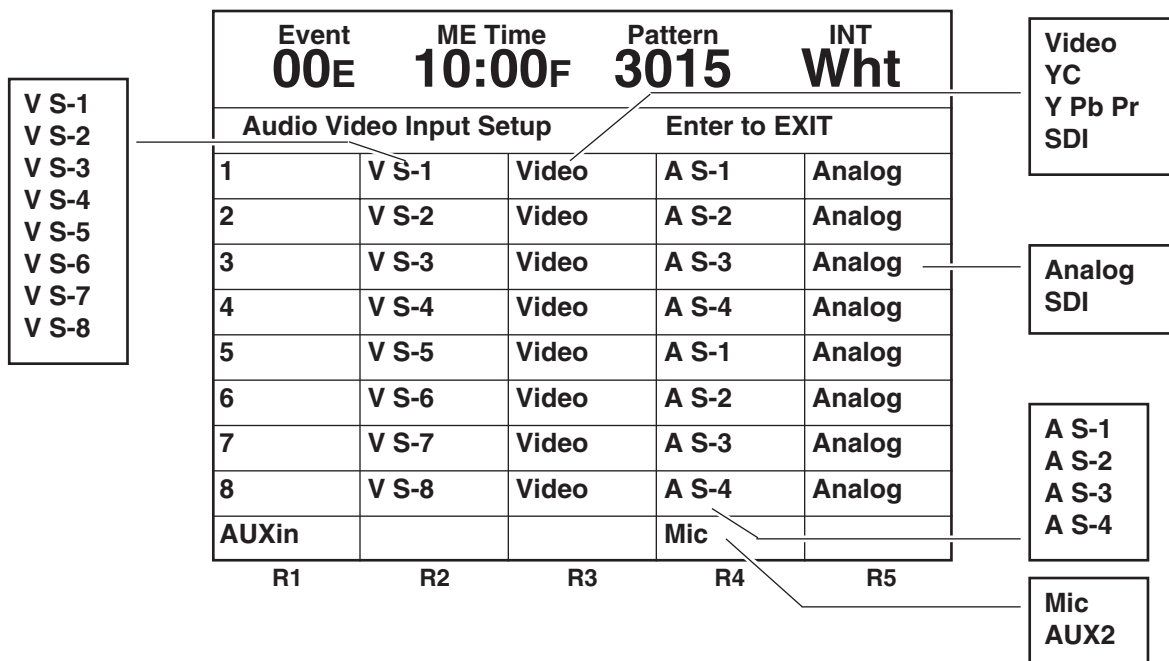 Event ME Time Pattern INT
00E 10:00F 3015 Wht
Audio Video Input Setup Enter to EXIT
1 V S-1 Video A S-1 Analog
2 V S-2 Video A S-2 Analog
3 V S-3 Video A S-3 Analog
4 V S-4 Video A S-4 Analog
5 V S-5 Video A S-1 Analog
6 V S-6 Video A S-2 Analog
7 V S-7 Video A S-3 Analog
8 V S-8 Video A S-4 Analog
AUXin Mic
R1 R2 R3 R4 R5
V S-1
V S-2
V S-3
V S-4
V S-5
V S-6
V S-7
V S-8
Video
YC
Y Pb Pr
SDI
Analog
SDI
A S-1
A S-2
A S-3
A S-4
Mic
AUX2